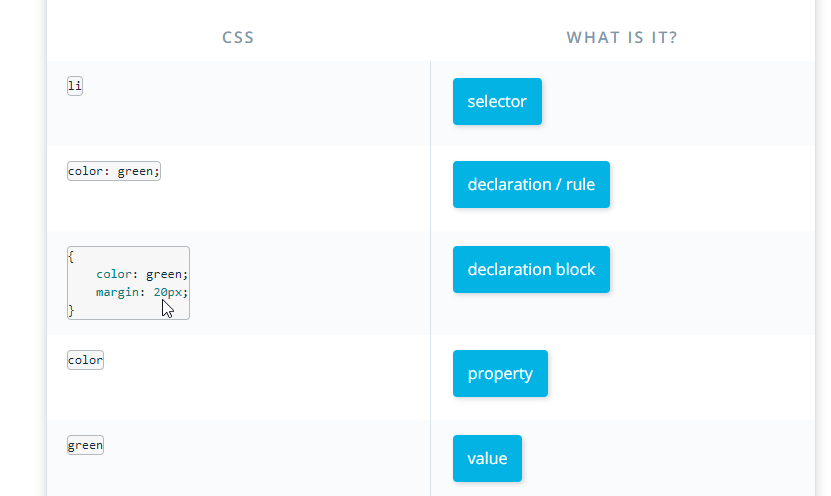 CSS WHAT IS IT?
li selector
color: green; declaration / rule
{
color: green;
margin: 20px;
}
declaration block
color property
green value